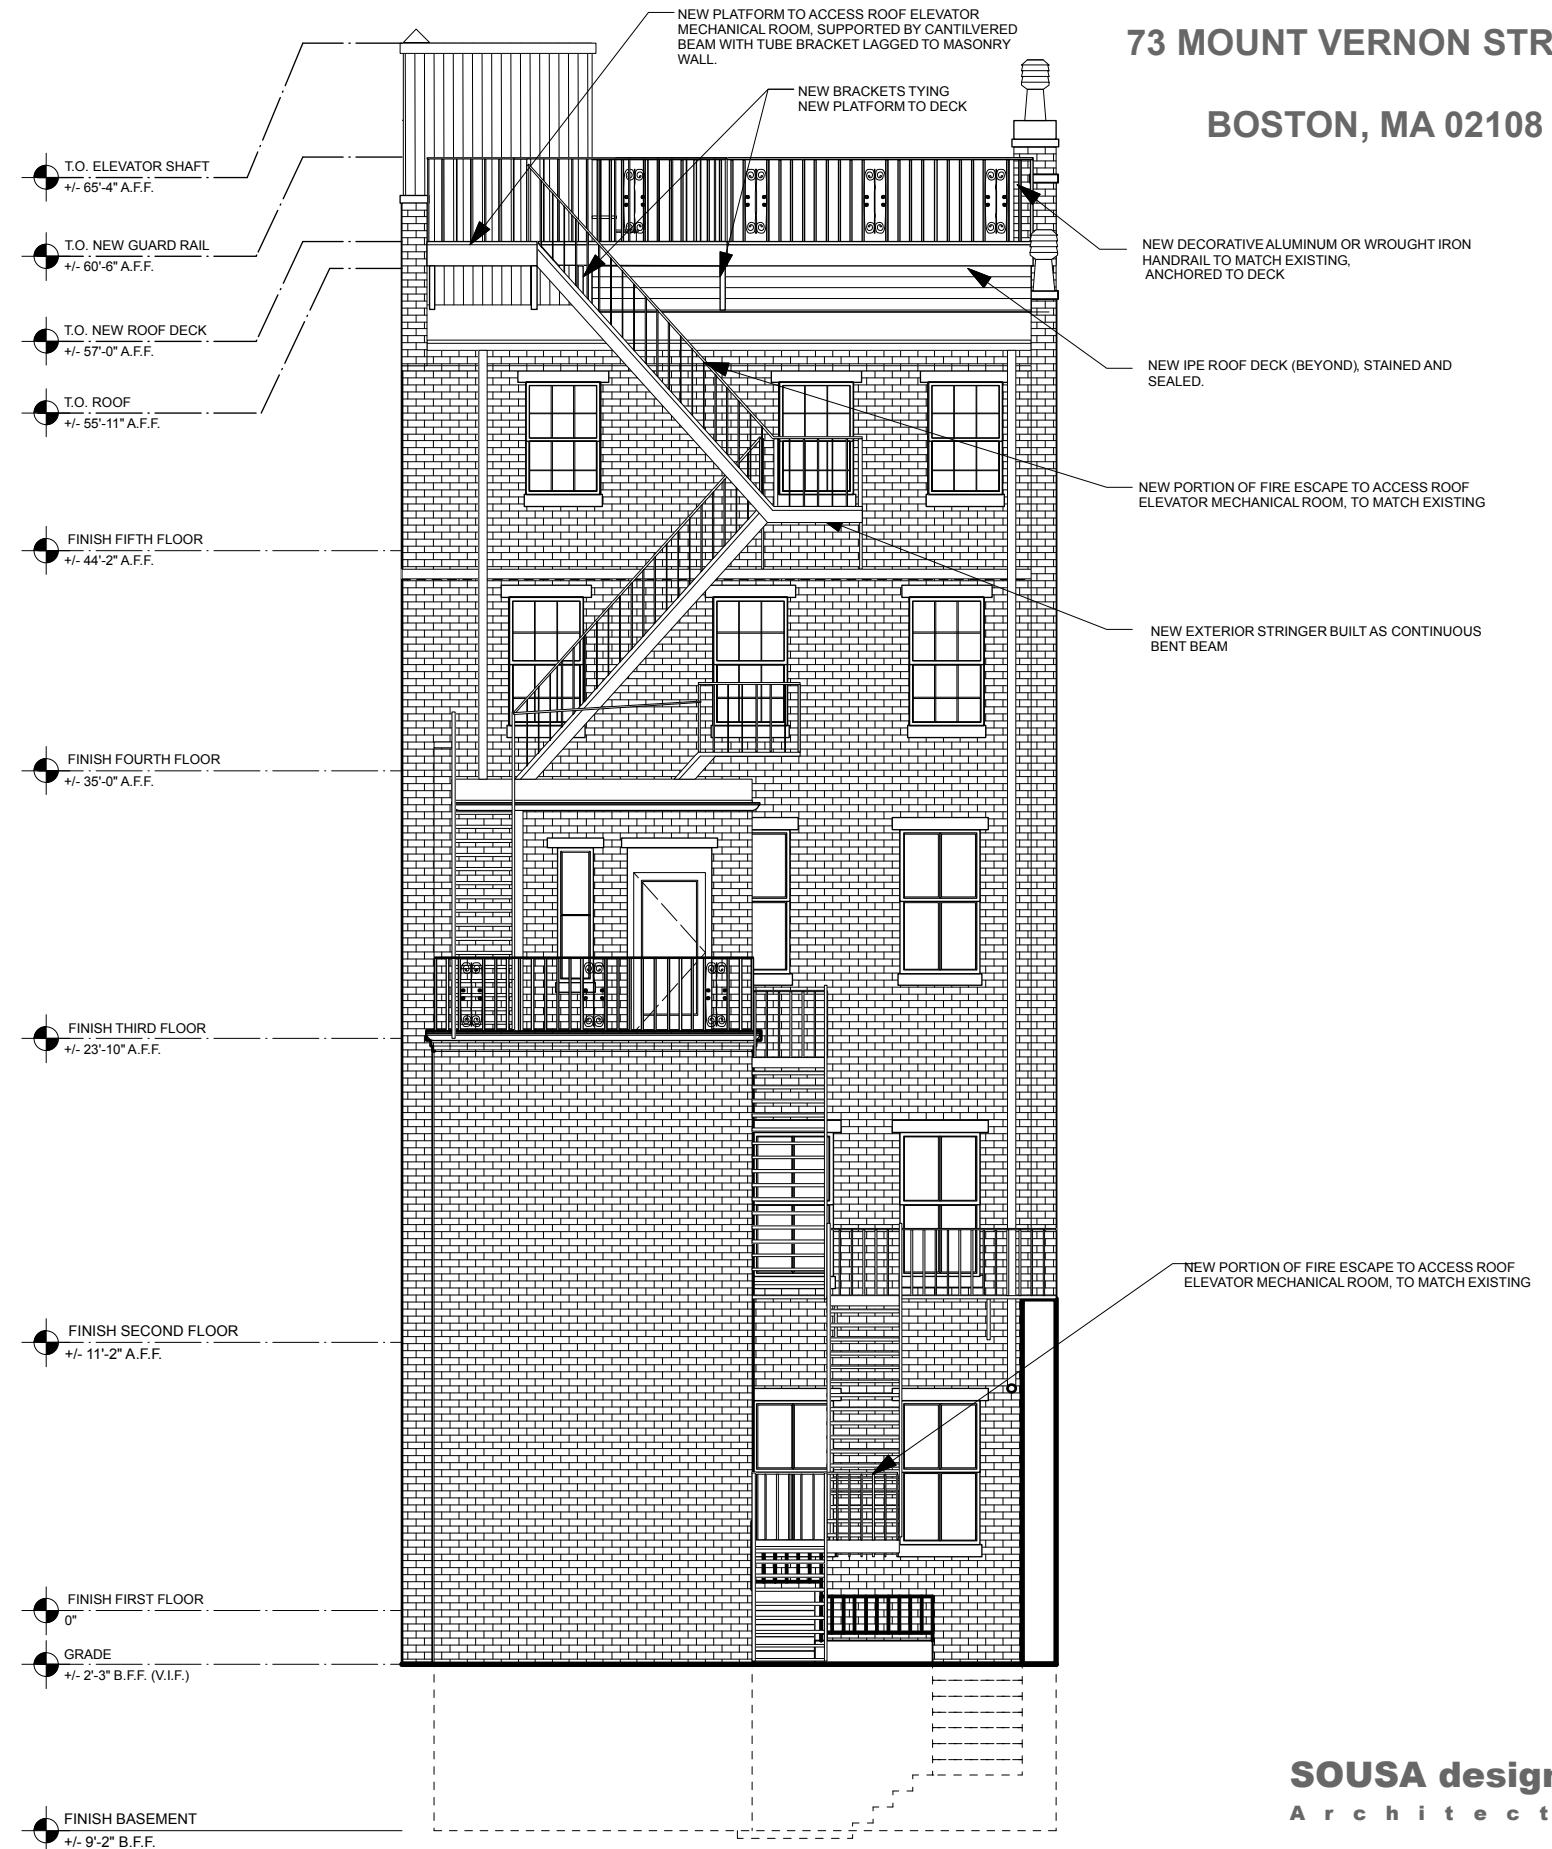 NEW PLATFORM TO ACCESS ROOF ELEVATOR
MECHANICAL ROOM, SUPPORTED BY CANTILVERED
BEAM WITH TUBE BRACKET LAGGED TO MASONRY
WALL.
73 MOUNT VERNON STR
BOSTON, MA 02108
NEW BRACKETS TYING
NEW PLATFORM TO DECK
T.O. ELEVATOR SHAFT
+/- 65'-4" A.F.F.
T.O. NEW GUARD RAIL
+/- 60'-6" A.F.F.
NEW DECORATIVE ALUMINUM OR WROUGHT IRON
HANDRAIL TO MATCH EXISTING,
ANCHORED TO DECK
T.O. NEW ROOF DECK
+/- 57'-0" A.F.F.
NEW IPE ROOF DECK (BEYOND), STAINED AND
SEALED.
T.O. ROOF
+/- 55'-11" A.F.F.
NEW PORTION OF FIRE ESCAPE TO ACCESS ROOF
ELEVATOR MECHANICAL ROOM, TO MATCH EXISTING
FINISH FIFTH FLOOR
+/- 44'-2" A.F.F.
NEW EXTERIOR STRINGER BUILT AS CONTINUOUS
BENT BEAM
FINISH FOURTH FLOOR
+/- 35'-0" A.F.F.
FINISH THIRD FLOOR
+/- 23'-10" A.F.F.
NEW PORTION OF FIRE ESCAPE TO ACCESS ROOF
ELEVATOR MECHANICAL ROOM, TO MATCH EXISTING
FINISH SECOND FLOOR
+/- 11'-2" A.F.F.
FINISH FIRST FLOOR
0"
GRADE
+/- 2'-3" B.F.F. (V.I.F.)
SOUSA design
Architect
FINISH BASEMENT
+/- 9'-2" B.F.F.